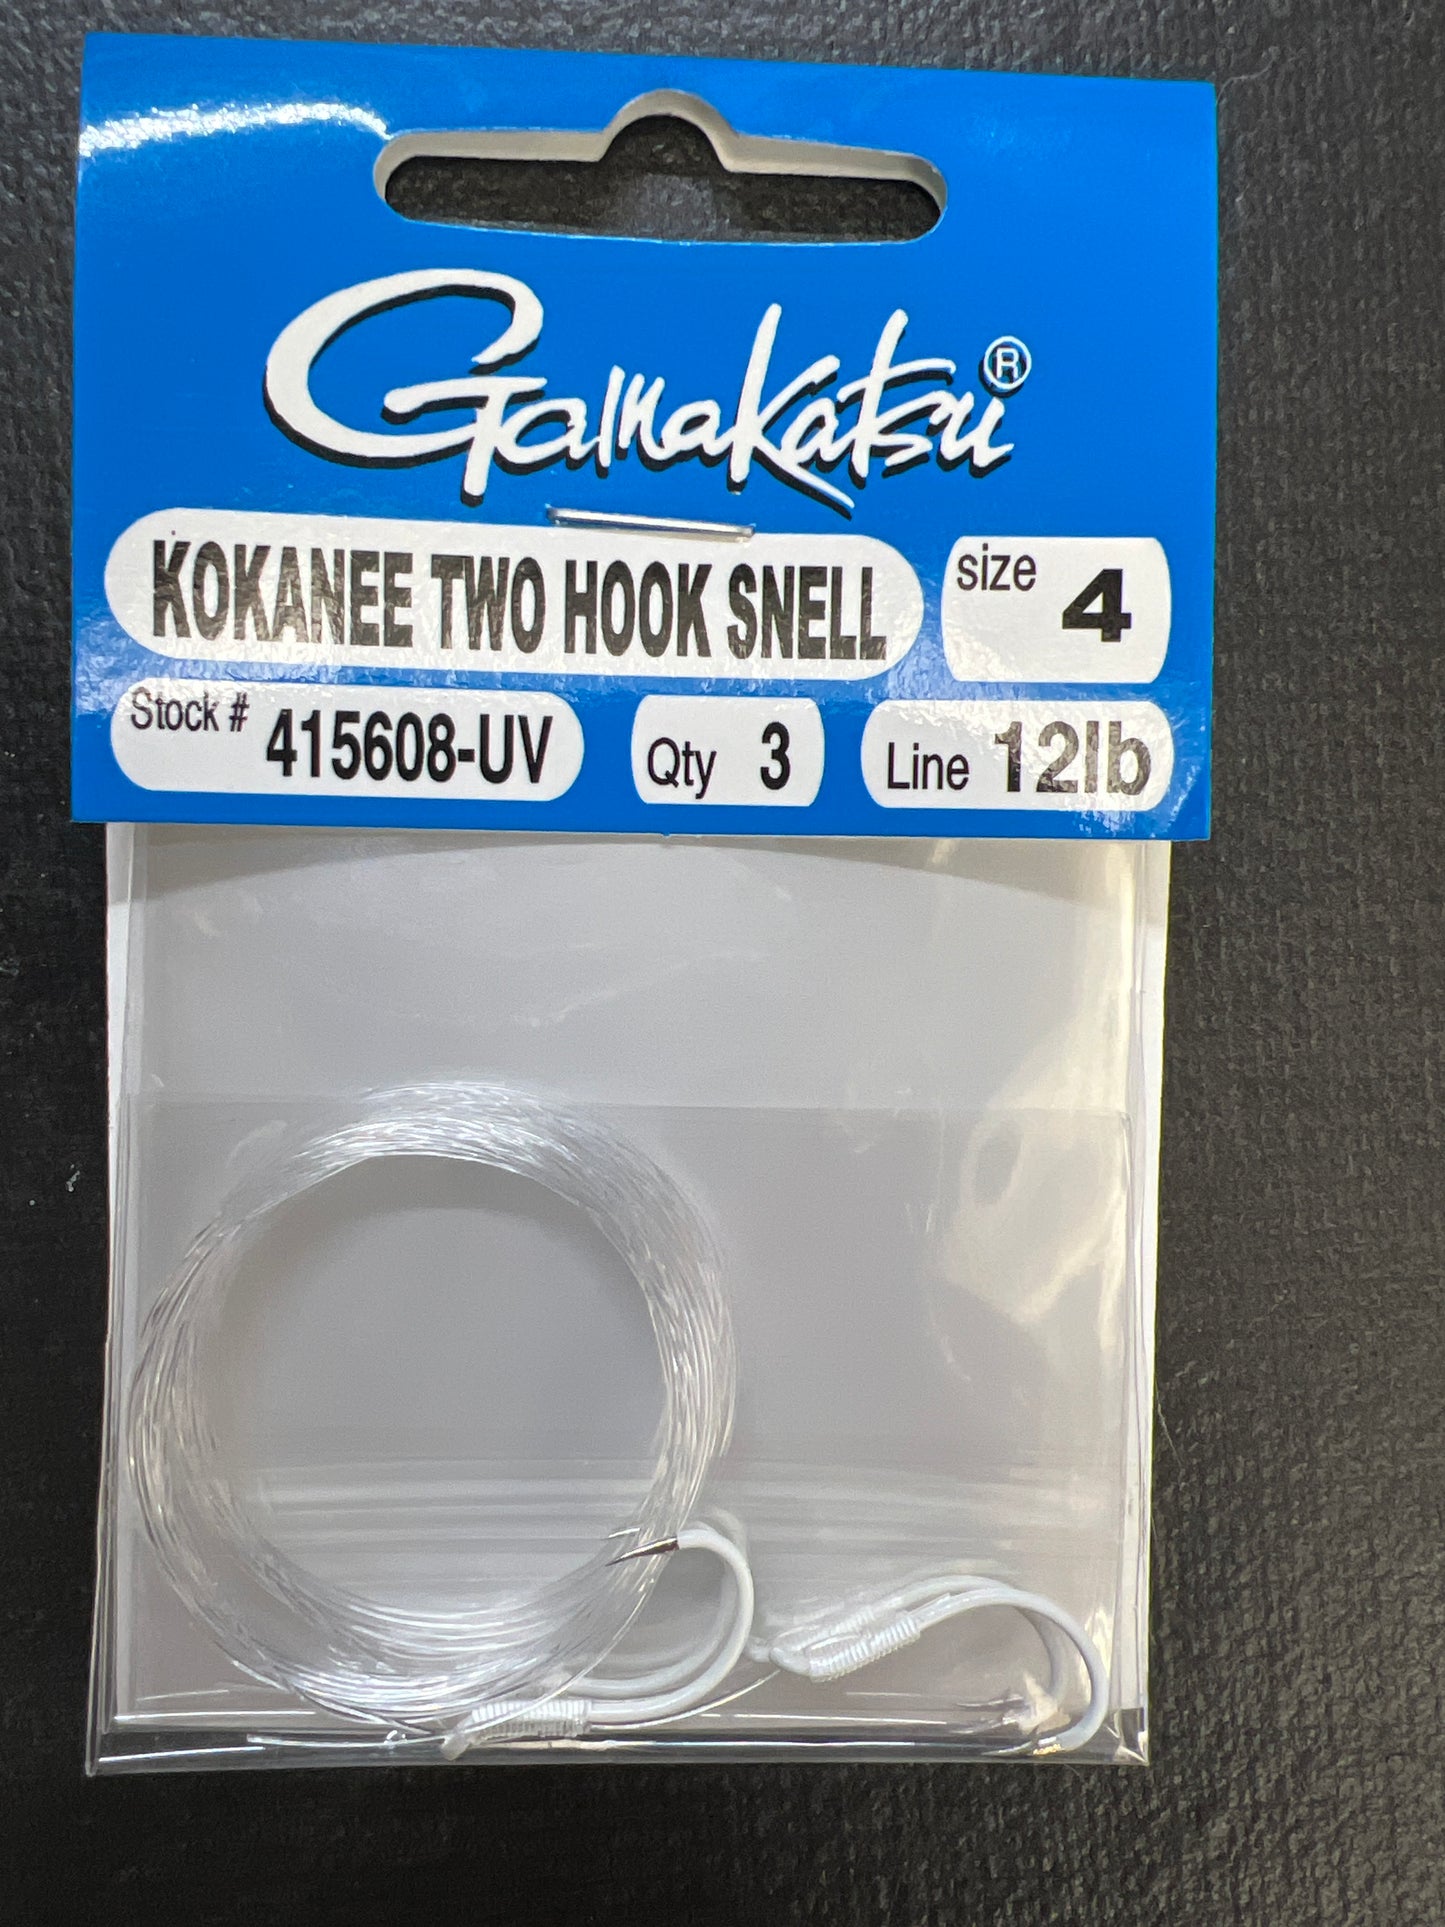 Gamakatsu®
KOKANEE TWO HOOK SNELL
size 4
Stock # 415608-UV
Qty 3
Line 12lb